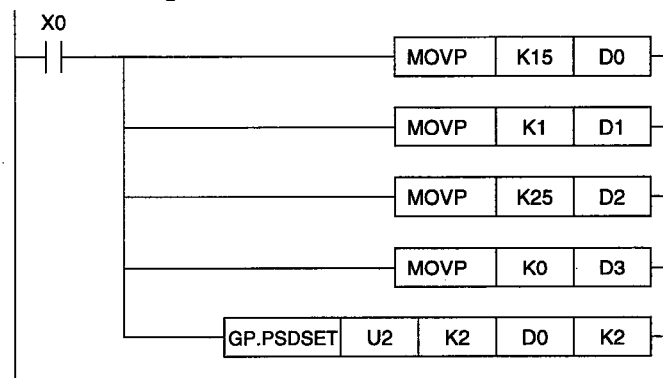 X0
MOVP K15 D0
MOVP K1 D1
MOVP K25 D2
MOVP K0 D3
GP.PSDSET U2 K2 D0 K2